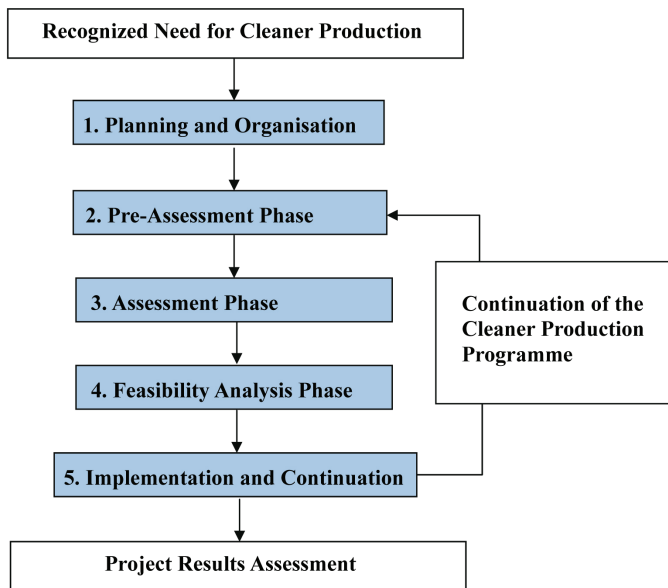 Recognized Need for Cleaner Production
1. Planning and Organisation
2. Pre-Assessment Phase
3. Assessment Phase
Continuation of the
Cleaner Production
Programme
4. Feasibility Analysis Phase
5. Implementation and Continuation
Project Results Assessment